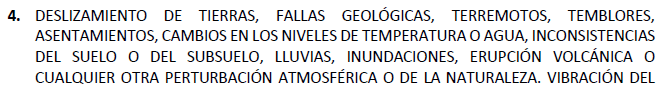 4. DESLIZAMIENTO DE TIERRAS, FALLAS GEOLÓGICAS, TERREMOTOS, TEMBLORES,
ASENTAMIENTOS, CAMBIOS EN LOS NIVELES DE TEMPERATURA O AGUA, INCONSISTENCIAS
DEL SUELO O DEL SUBSUELO, LLUVIAS, INUNDACIONES, ERUPCIÓN VOLCÁNICA O
CUALQUIER OTRA PERTURBACIÓN ATMOSFÉRICA O DE LA NATURALEZA. VIBRACIÓN DEL